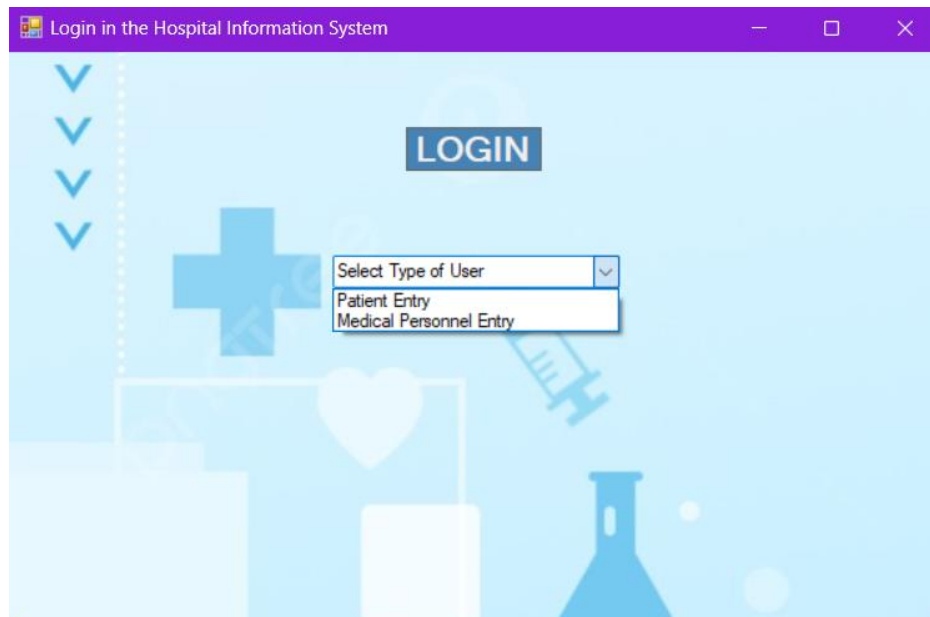 Login in the Hospital Information System
LOGIN
Select Type of User
Patient Entry
Medical Personnel Entry